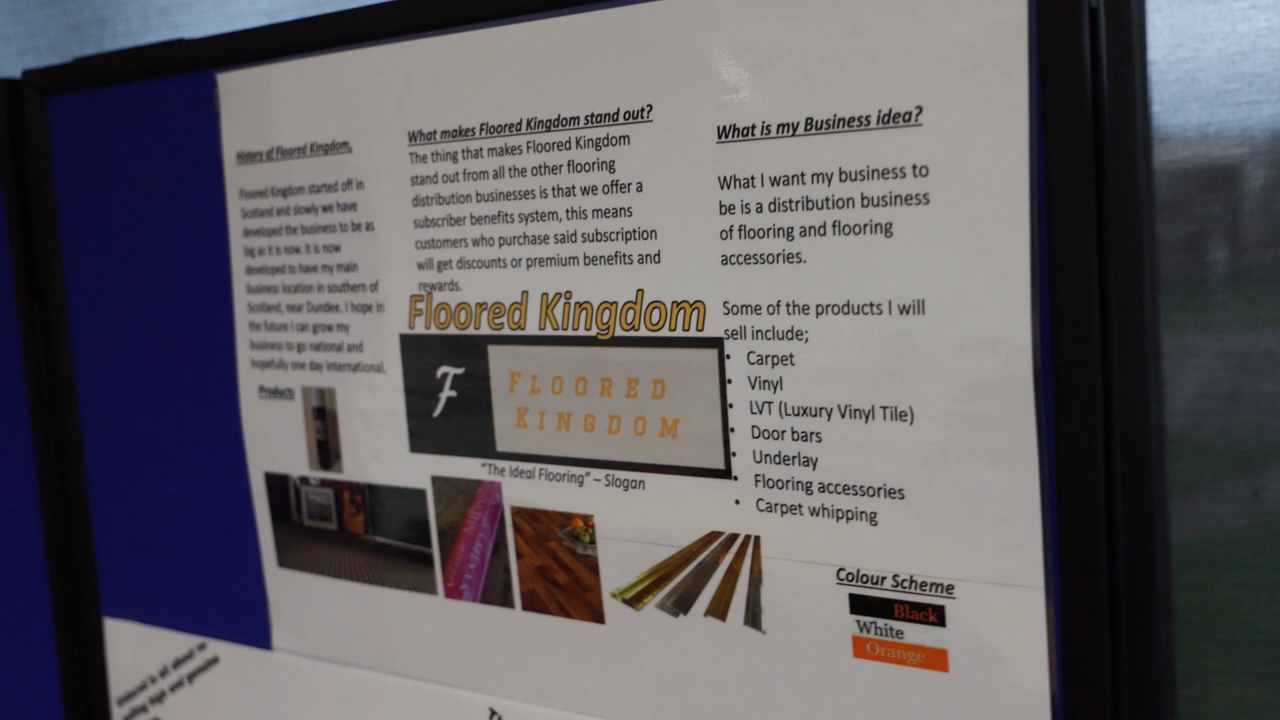 History of Floored Kingdom,
Floored Kingdom started off in
Scotland and slowly we have
developed the business to be as
big as it is now. It is now
developed to have my main
business location in southern of
Scotland, near Dundee. I hope in
the future I can grow my
business to go national and
hopefully one day international.
Products
What makes Floored Kingdom stand out?
The thing that makes Floored Kingdom
stand out from all the other flooring
distribution businesses is that we offer a
subscriber benefits system, this means
customers who purchase said subscription
will get discounts or premium benefits and
rewards.
Floored Kingdom
F
FLOORED
KINGDOM
"The Ideal Flooring" – Slogan
What is my Business idea?
What I want my business to
be is a distribution business
of flooring and flooring
accessories.
Some of the products I will
sell include;
• Carpet
• Vinyl
• LVT (Luxury Vinyl Tile)
• Door bars
• Underlay
• Flooring accessories
• Carpet whipping
Colour Scheme
Black
White
Orange
is all about
high end genuine